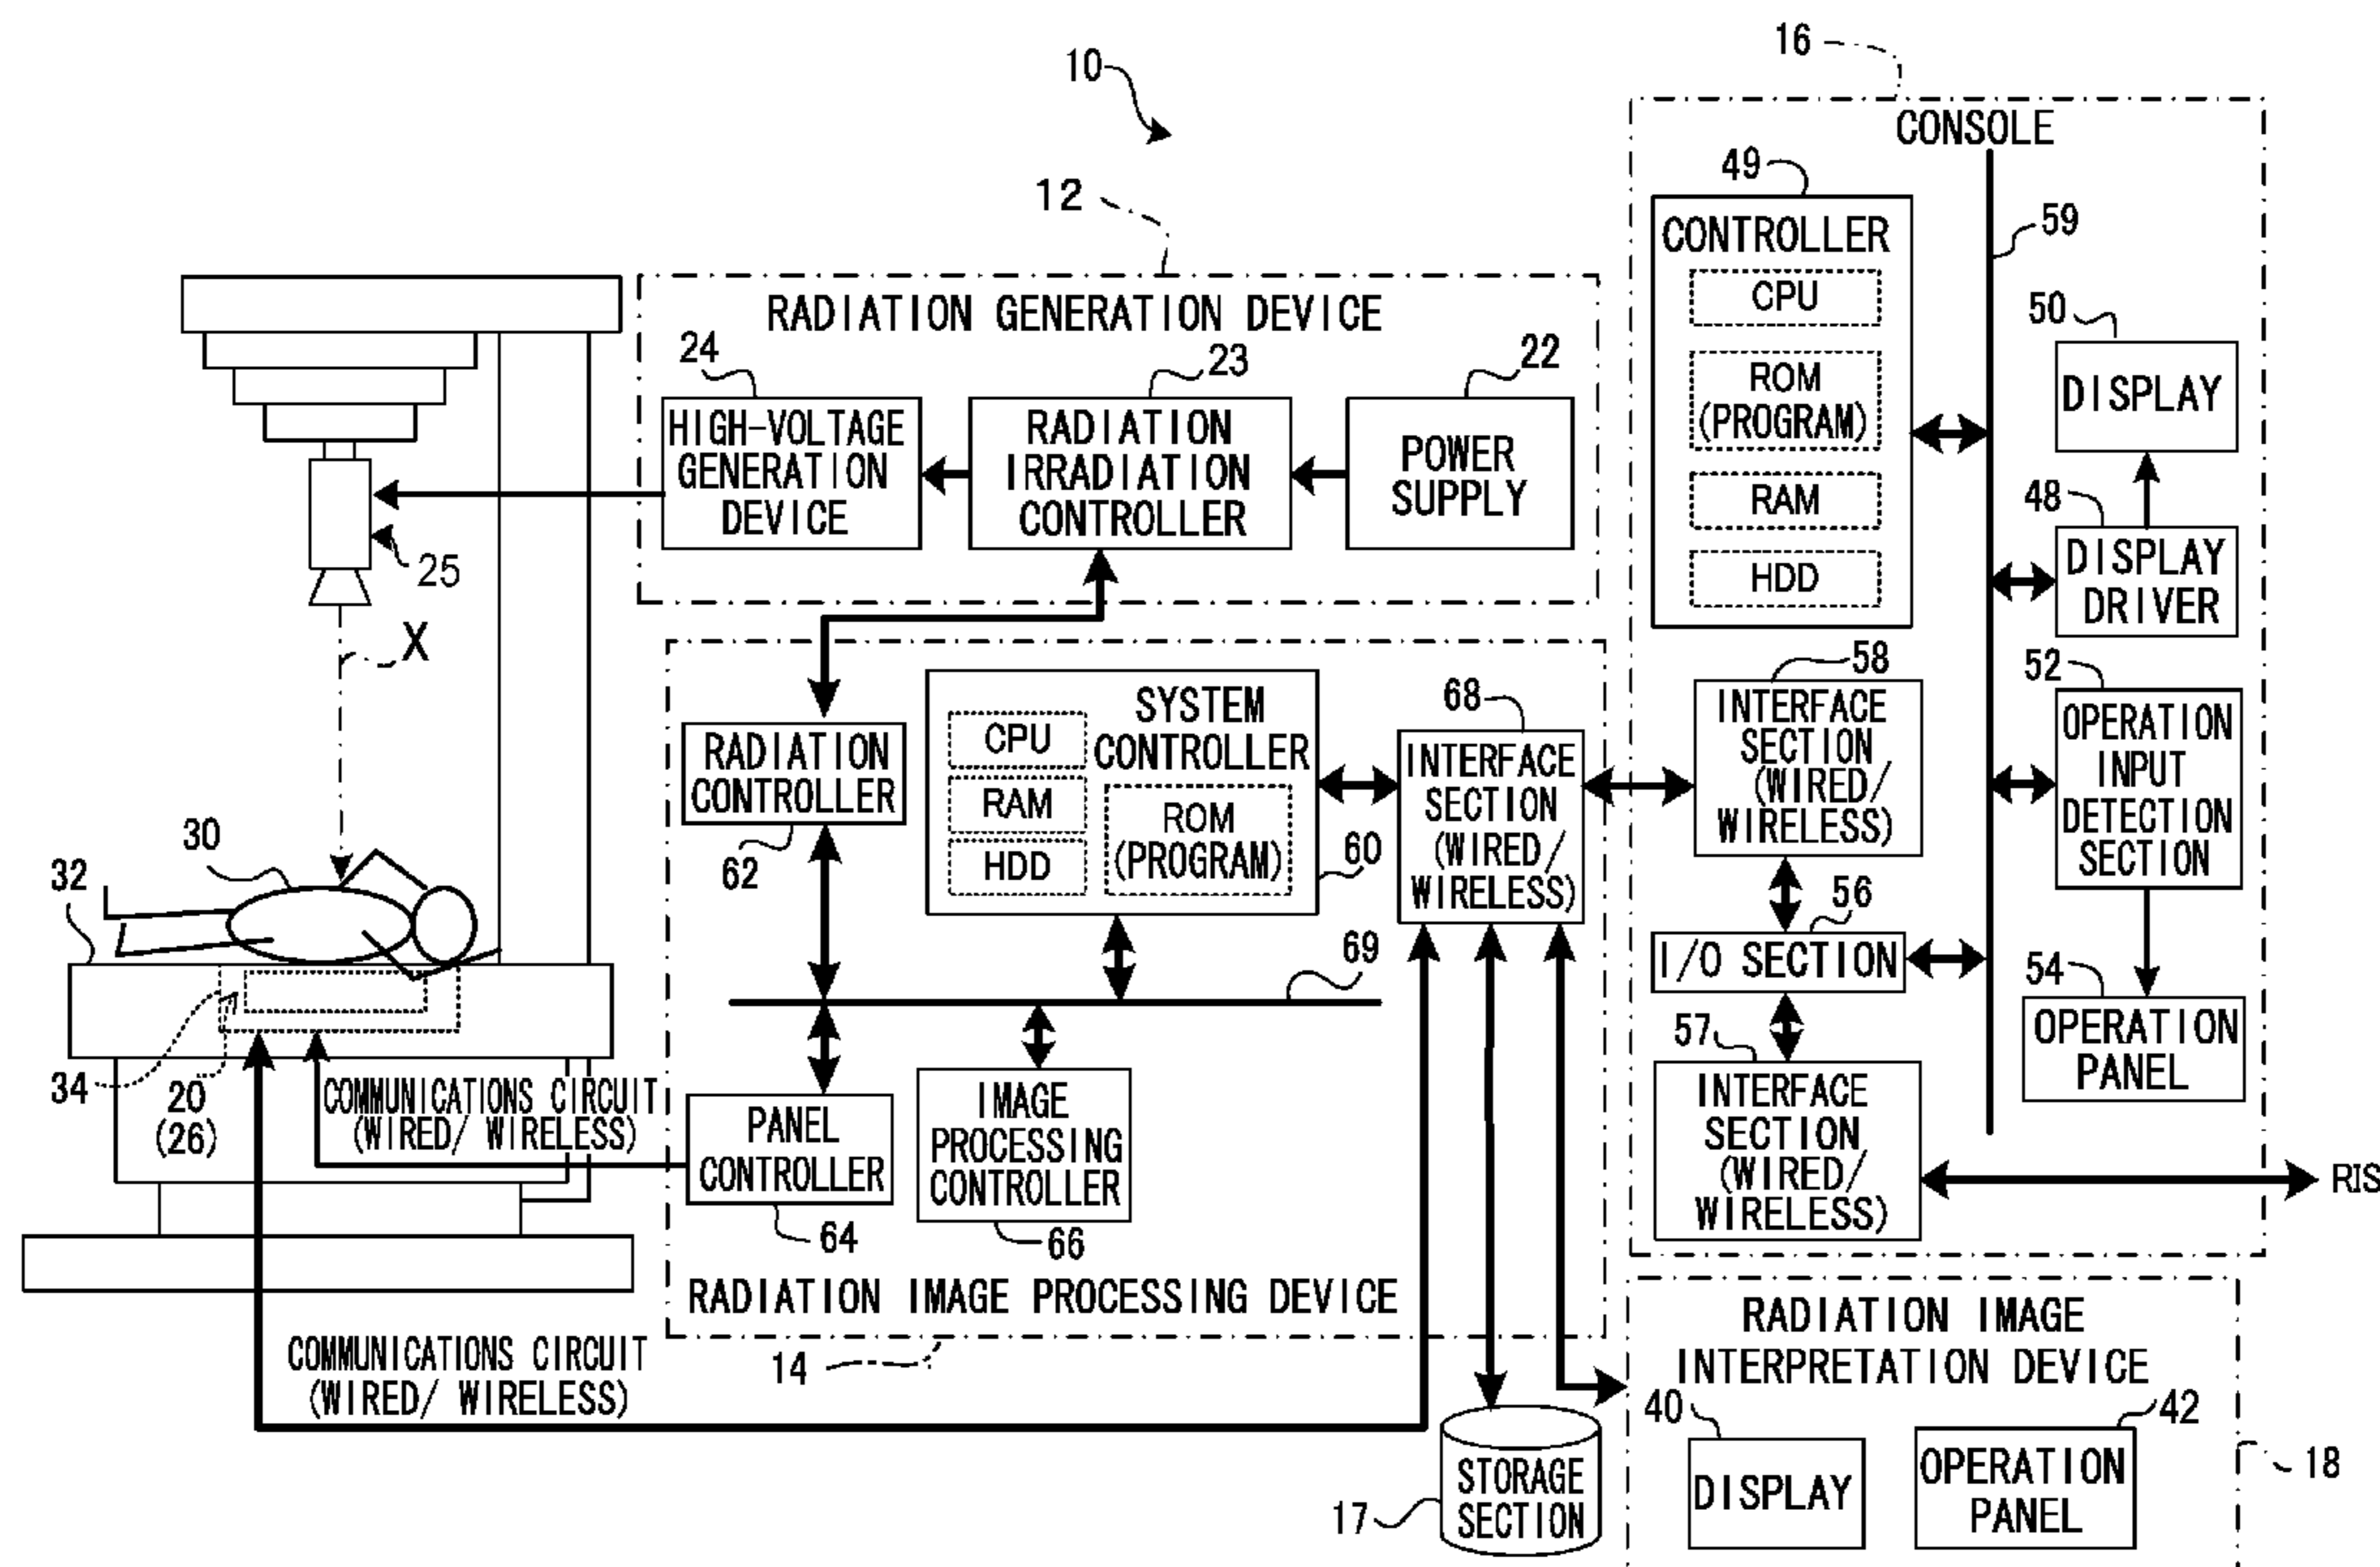 10
12
RADIATION GENERATION DEVICE
24
HIGH-VOLTAGE
GENERATION
DEVICE
23
RADIATION
IRRADIATION
CONTROLLER
22
POWER
SUPPLY
25
X
30
32
34
20
(26)
COMMUNICATIONS CIRCUIT
(WIRED/ WIRELESS)
COMMUNICATIONS CIRCUIT
(WIRED/ WIRELESS)
RADIATION
CONTROLLER
62
SYSTEM
CONTROLLER
CPU
RAM
HDD
ROM
(PROGRAM)
60
68
INTERFACE
SECTION
(WIRED/
WIRELESS)
69
PANEL
CONTROLLER
64
IMAGE
PROCESSING
CONTROLLER
66
RADIATION IMAGE PROCESSING DEVICE
14
16
CONSOLE
49
CONTROLLER
CPU
ROM
(PROGRAM)
RAM
HDD
59
50
DISPLAY
48
DISPLAY
DRIVER
58
INTERFACE
SECTION
(WIRED/
WIRELESS)
52
OPERATION
INPUT
DETECTION
SECTION
56
I/O SECTION
54
OPERATION
PANEL
57
INTERFACE
SECTION
(WIRED/
WIRELESS)
RIS
17
STORAGE
SECTION
RADIATION IMAGE
INTERPRETATION DEVICE
40
DISPLAY
42
OPERATION
PANEL
18